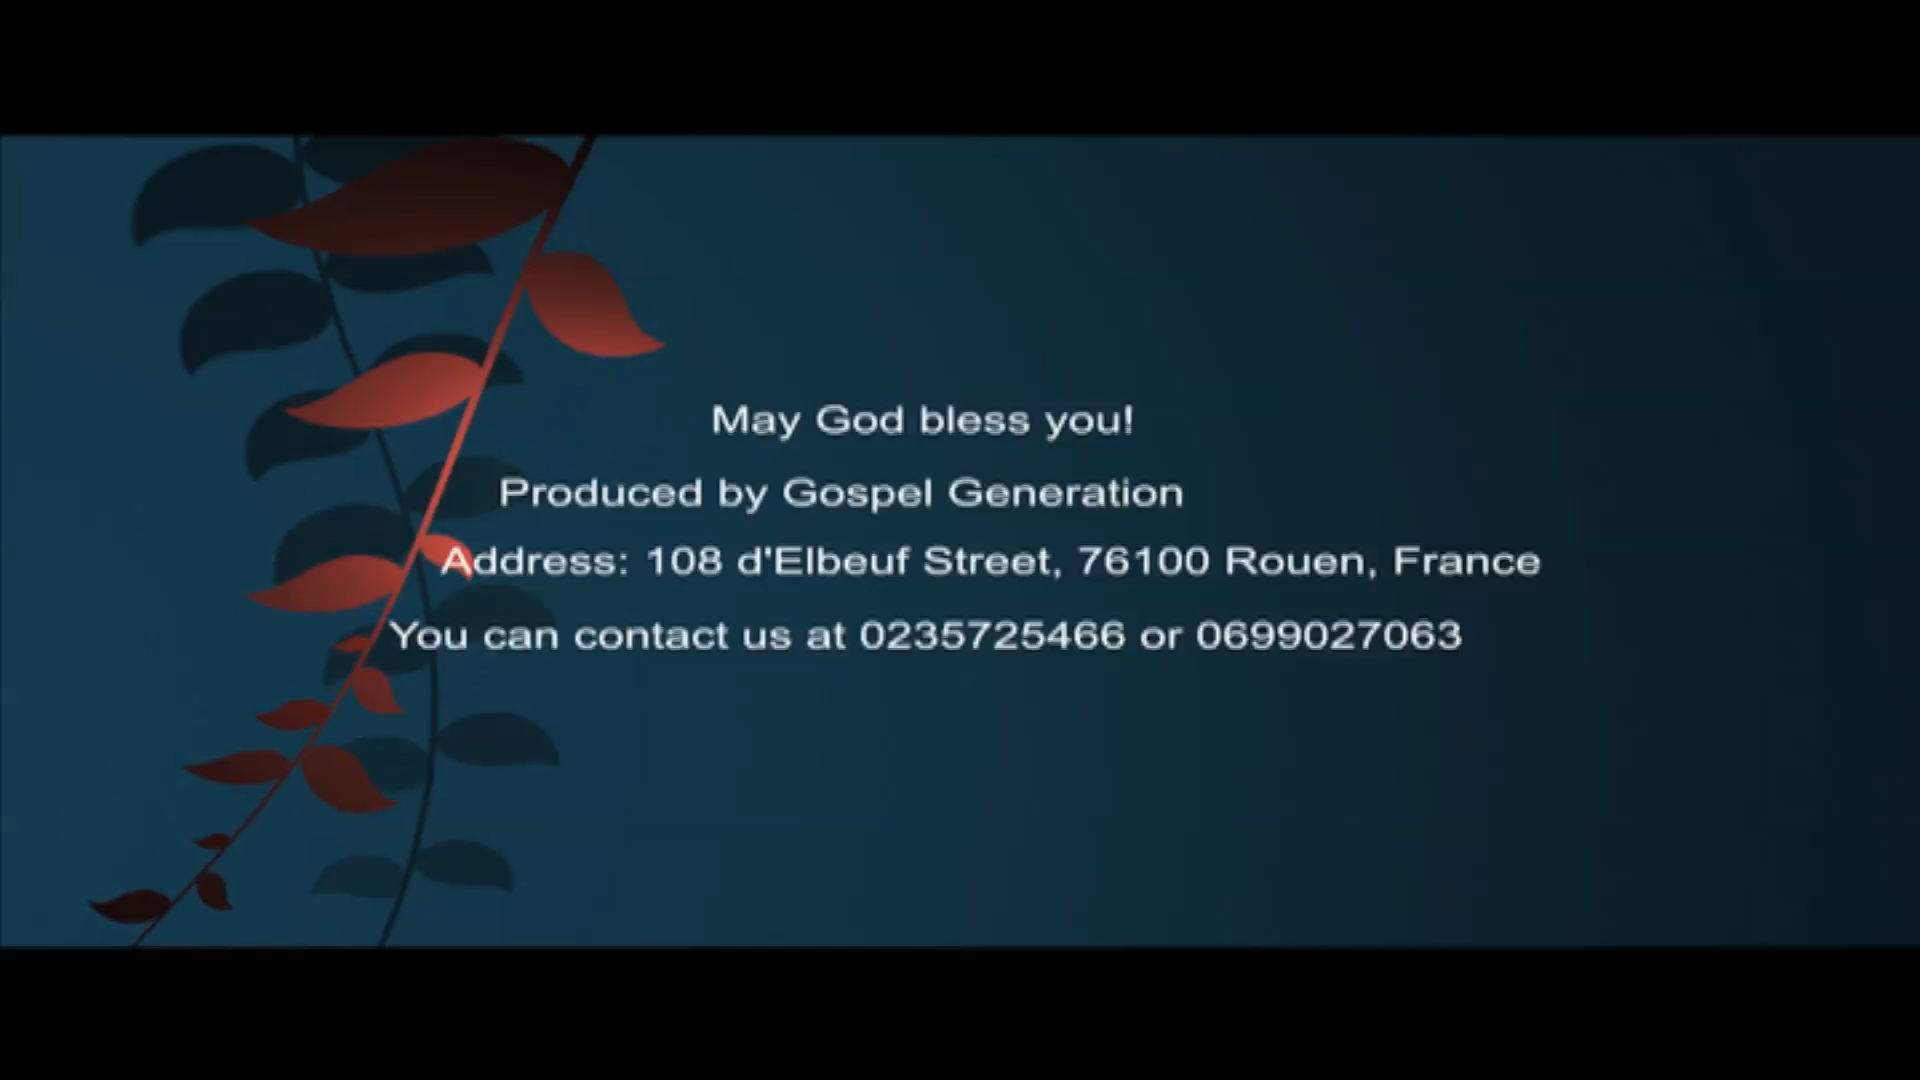 May God bless you!
Produced by Gospel Generation
Address: 108 d'Elbeuf Street, 76100 Rouen, France
You can contact us at 0235725466 or 0699027063